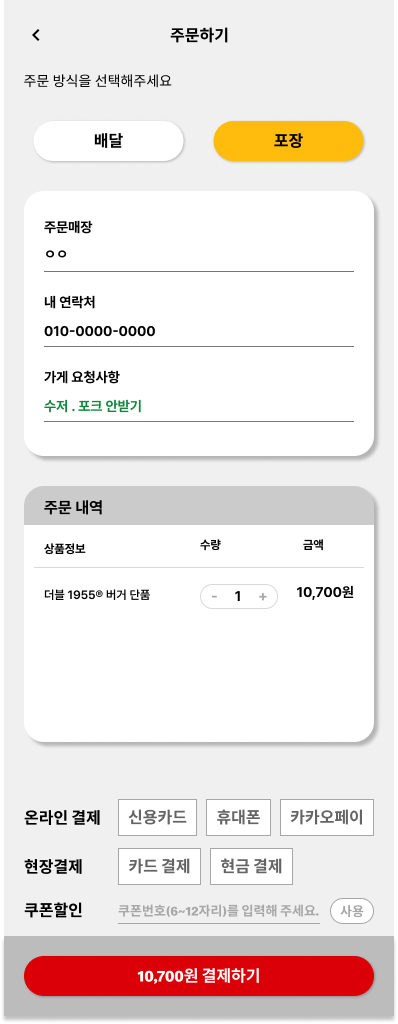 주문하기
주문 방식을 선택해주세요
배달 포장
주문매장
ㅇㅇ
내 연락처
010-0000-0000
가게 요청사항
수저 . 포크 안받기
주문 내역
상품정보 수량 금액
더블 1955® 버거 단품 - 1 + 10,700원
온라인 결제 신용카드 휴대폰 카카오페이
현장결제 카드 결제 현금 결제
쿠폰할인 쿠폰번호(6~12자리)를 입력해 주세요. 사용
10,700원 결제하기